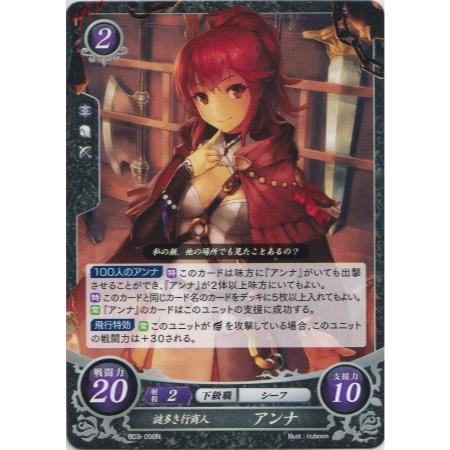 2
私の顔、他の場所でも見たことあるの？
100人のアンナ 特 このカードは味方に『アンナ』がいても出撃
させることができ、『アンナ』が2体以上味方にいてもよい。
特 このカードと同じカード名のカードをデッキに5枚以上入れてもよい。
常 『アンナ』のカードはこのユニットの支援に成功する。
飛行特効 常 このユニットが を攻撃している場合、このユニット
の戦闘力は+30される。
戦闘力 20
射程 2 下級職 シーフ
支援力 10
謎多き行商人 アンナ
B03-099N Illust：cuboon